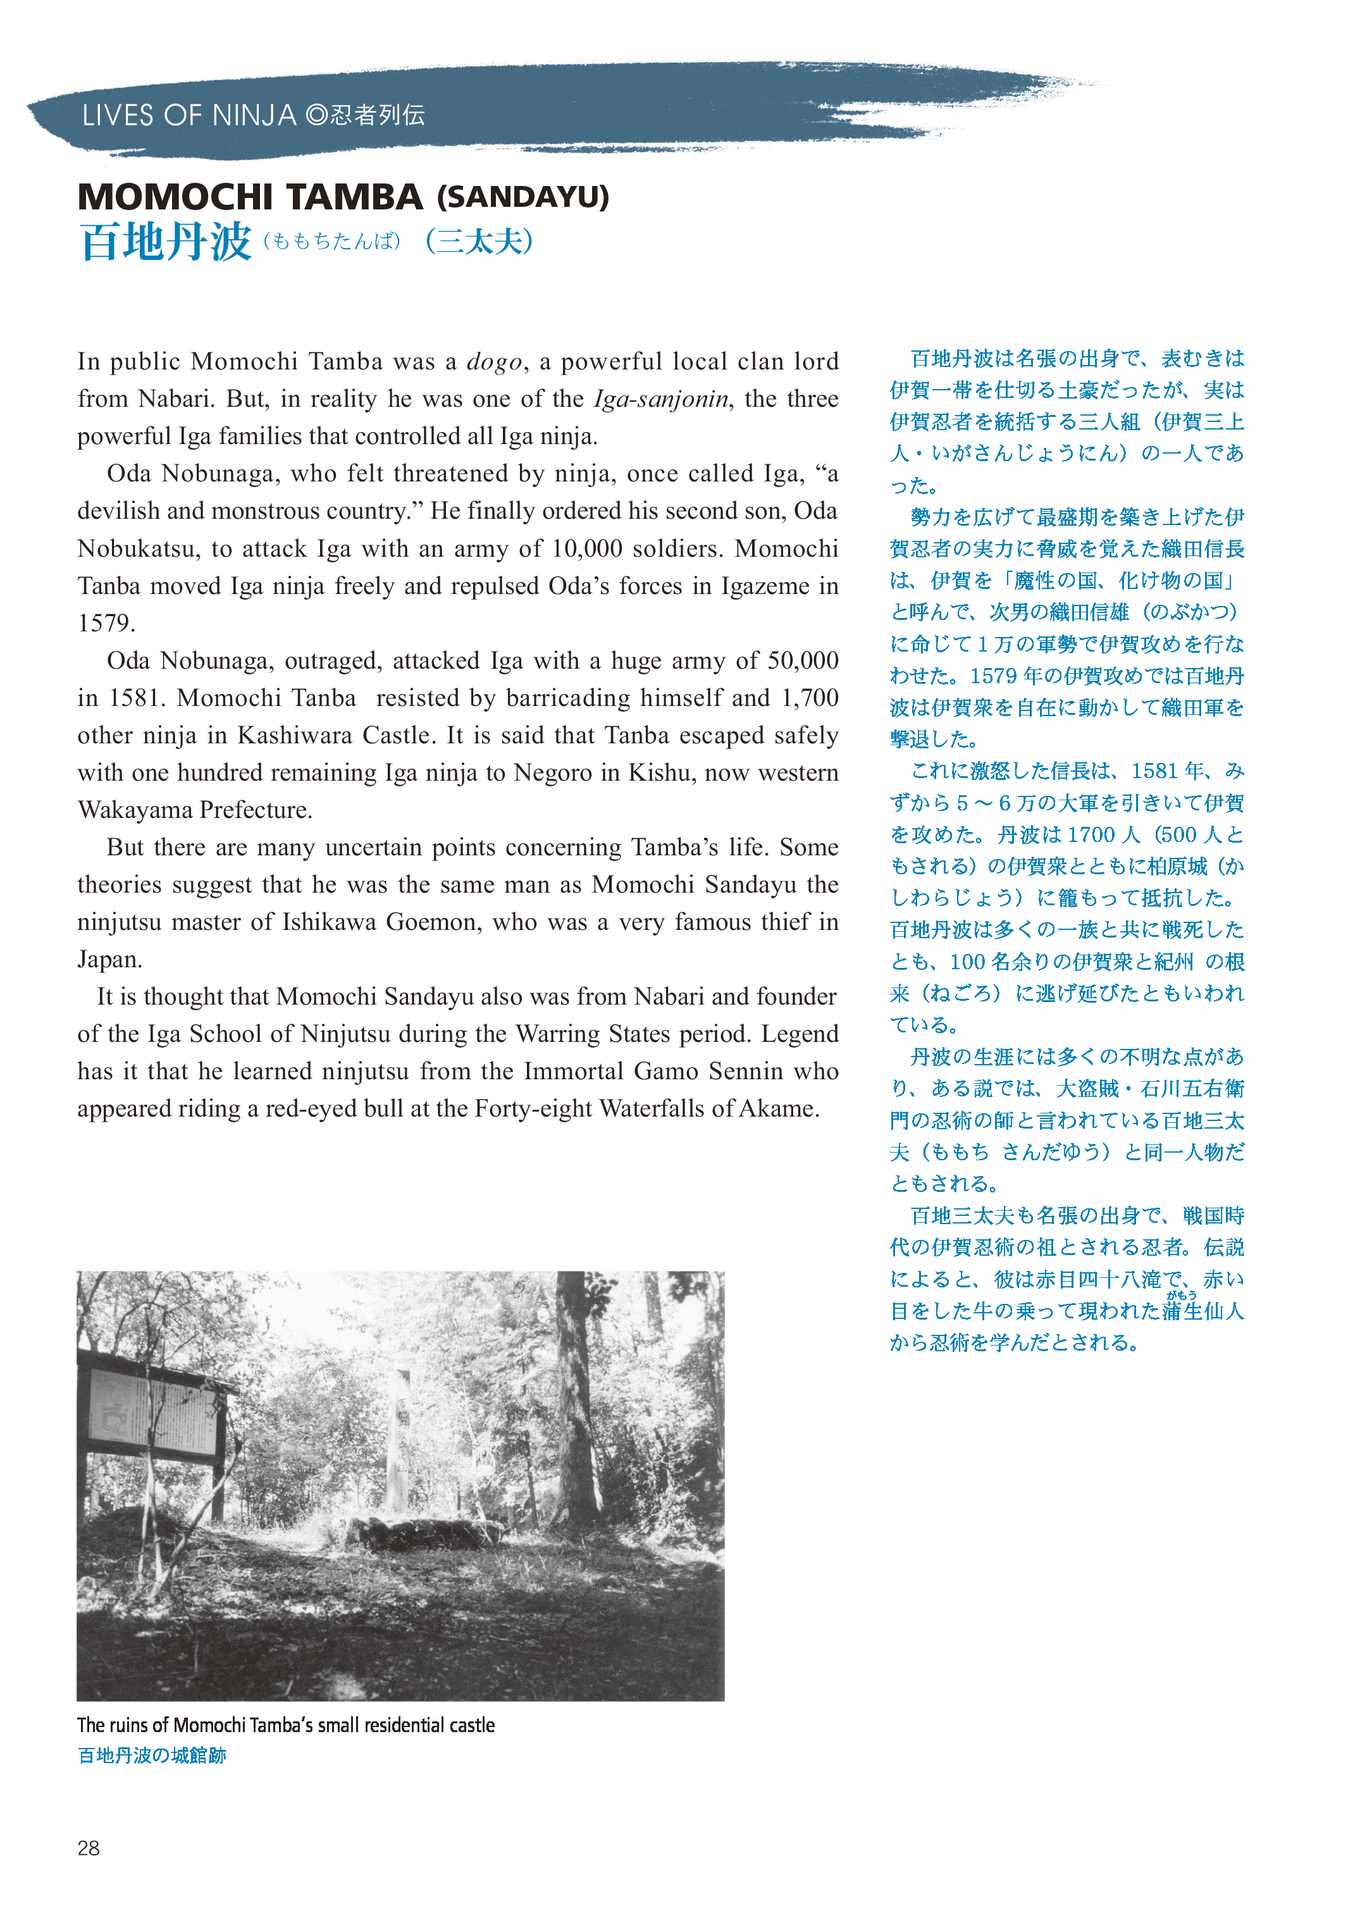 LIVES OF NINJA ◎忍者列伝
MOMOCHI TAMBA (SANDAYU)
百地丹波（ももちたんば）（三太夫）
In public Momochi Tamba was a dogo, a powerful local clan lord
from Nabari. But, in reality he was one of the Iga-sanjonin, the three
powerful Iga families that controlled all Iga ninja.
Oda Nobunaga, who felt threatened by ninja, once called Iga, “a
devilish and monstrous country.” He finally ordered his second son, Oda
Nobukatsu, to attack Iga with an army of 10,000 soldiers. Momochi
Tanba moved Iga ninja freely and repulsed Oda’s forces in Igazeme in
1579.
Oda Nobunaga, outraged, attacked Iga with a huge army of 50,000
in 1581. Momochi Tanba resisted by barricading himself and 1,700
other ninja in Kashiwara Castle. It is said that Tanba escaped safely
with one hundred remaining Iga ninja to Negoro in Kishu, now western
Wakayama Prefecture.
But there are many uncertain points concerning Tamba’s life. Some
theories suggest that he was the same man as Momochi Sandayu the
ninjutsu master of Ishikawa Goemon, who was a very famous thief in
Japan.
It is thought that Momochi Sandayu also was from Nabari and founder
of the Iga School of Ninjutsu during the Warring States period. Legend
has it that he learned ninjutsu from the Immortal Gamo Sennin who
appeared riding a red-eyed bull at the Forty-eight Waterfalls of Akame.
百地丹波は名張の出身で、表むきは
伊賀一帯を仕切る土豪だったが、実は
伊賀忍者を統括する三人組（伊賀三上
人・いがさんじょうにん）の一人であ
った。
勢力を広げて最盛期を築き上げた伊
賀忍者の実力に脅威を覚えた織田信長
は、伊賀を「魔性の国、化け物の国」
と呼んで、次男の織田信雄（のぶかつ）
に命じて１万の軍勢で伊賀攻めを行な
わせた。1579 年の伊賀攻めでは百地丹
波は伊賀衆を自在に動かして織田軍を
撃退した。
これに激怒した信長は、1581 年、み
ずから５～６万の大軍を引きいて伊賀
を攻めた。丹波は 1700 人（500 人と
もされる）の伊賀衆とともに柏原城（か
しわらじょう）に籠もって抵抗した。
百地丹波は多くの一族と共に戦死した
とも、100 名余りの伊賀衆と紀州 の根
来（ねごろ）に逃げ延びたともいわれ
ている。
丹波の生涯には多くの不明な点があ
り、ある説では、大盗賊・石川五右衛
門の忍術の師と言われている百地三太
夫（ももち さんだゆう）と同一人物だ
ともされる。
百地三太夫も名張の出身で、戦国時
代の伊賀忍術の祖とされる忍者。伝説
によると、彼は赤目四十八滝で、赤い
がもう
目をした牛の乗って現われた蒲生仙人
から忍術を学んだとされる。
The ruins of Momochi Tamba’s small residential castle
百地丹波の城館跡
28